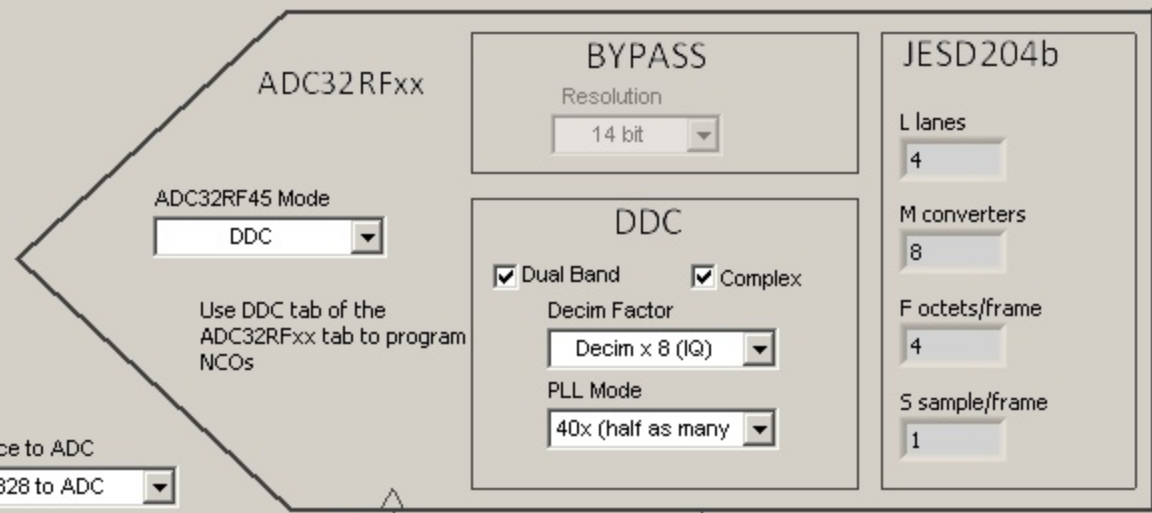 ADC32RFxx
ADC32RF45 Mode
DDC
Use DDC tab of the
ADC32RFxx tab to program
NCOs
ce to ADC
328 to ADC
BYPASS
Resolution
14 bit
DDC
Dual Band
Complex
Decim Factor
Decim x 8 (IQ)
PLL Mode
40x (half as many
JESD204b
L lanes
4
M converters
8
F octets/frame
4
S sample/frame
1